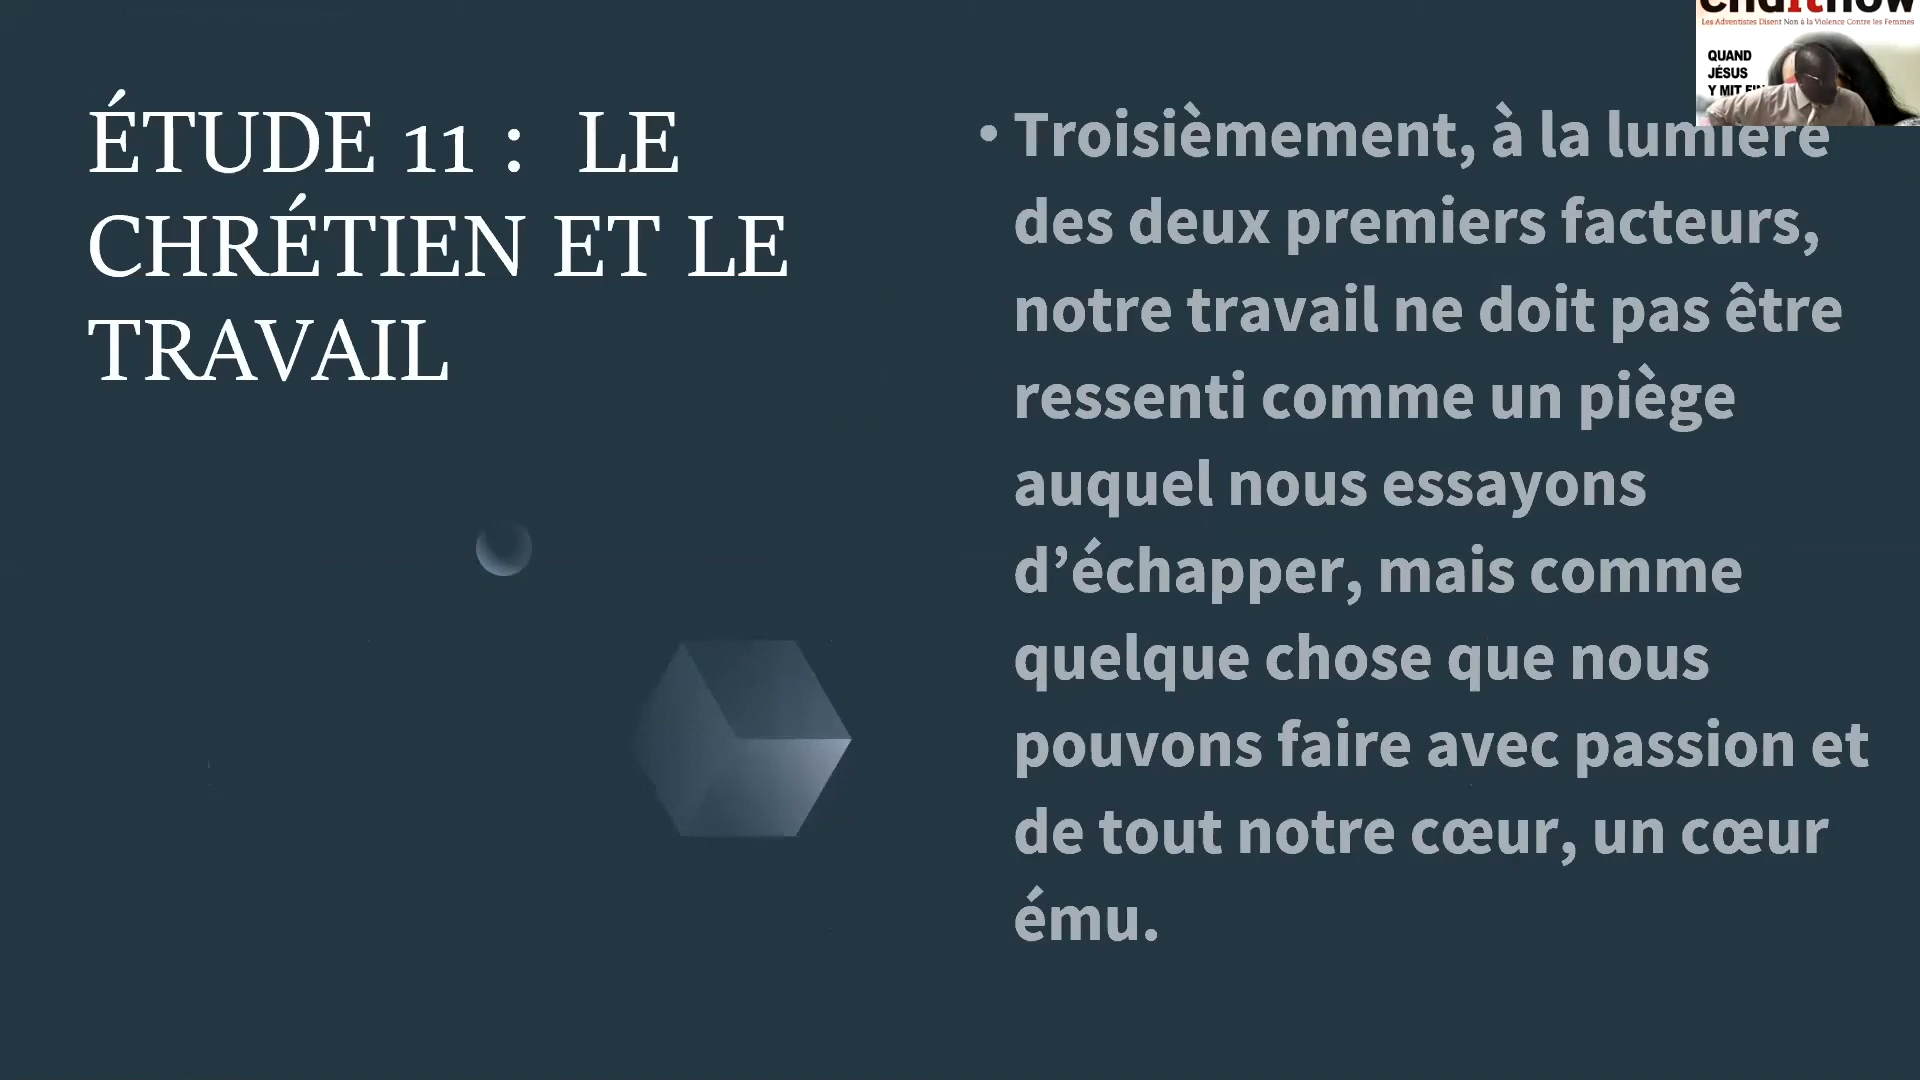 ÉTUDE 11 : LE
CHRÉTIEN ET LE
TRAVAIL
• Troisièmement, à la lumière
des deux premiers facteurs,
notre travail ne doit pas être
ressenti comme un piège
auquel nous essayons
d’échapper, mais comme
quelque chose que nous
pouvons faire avec passion et
de tout notre cœur, un cœur
ému.
enditnow
Les Adventistes Disent Non à la Violence Contre les Femmes
QUAND
JÉSUS
Y MIT FIN